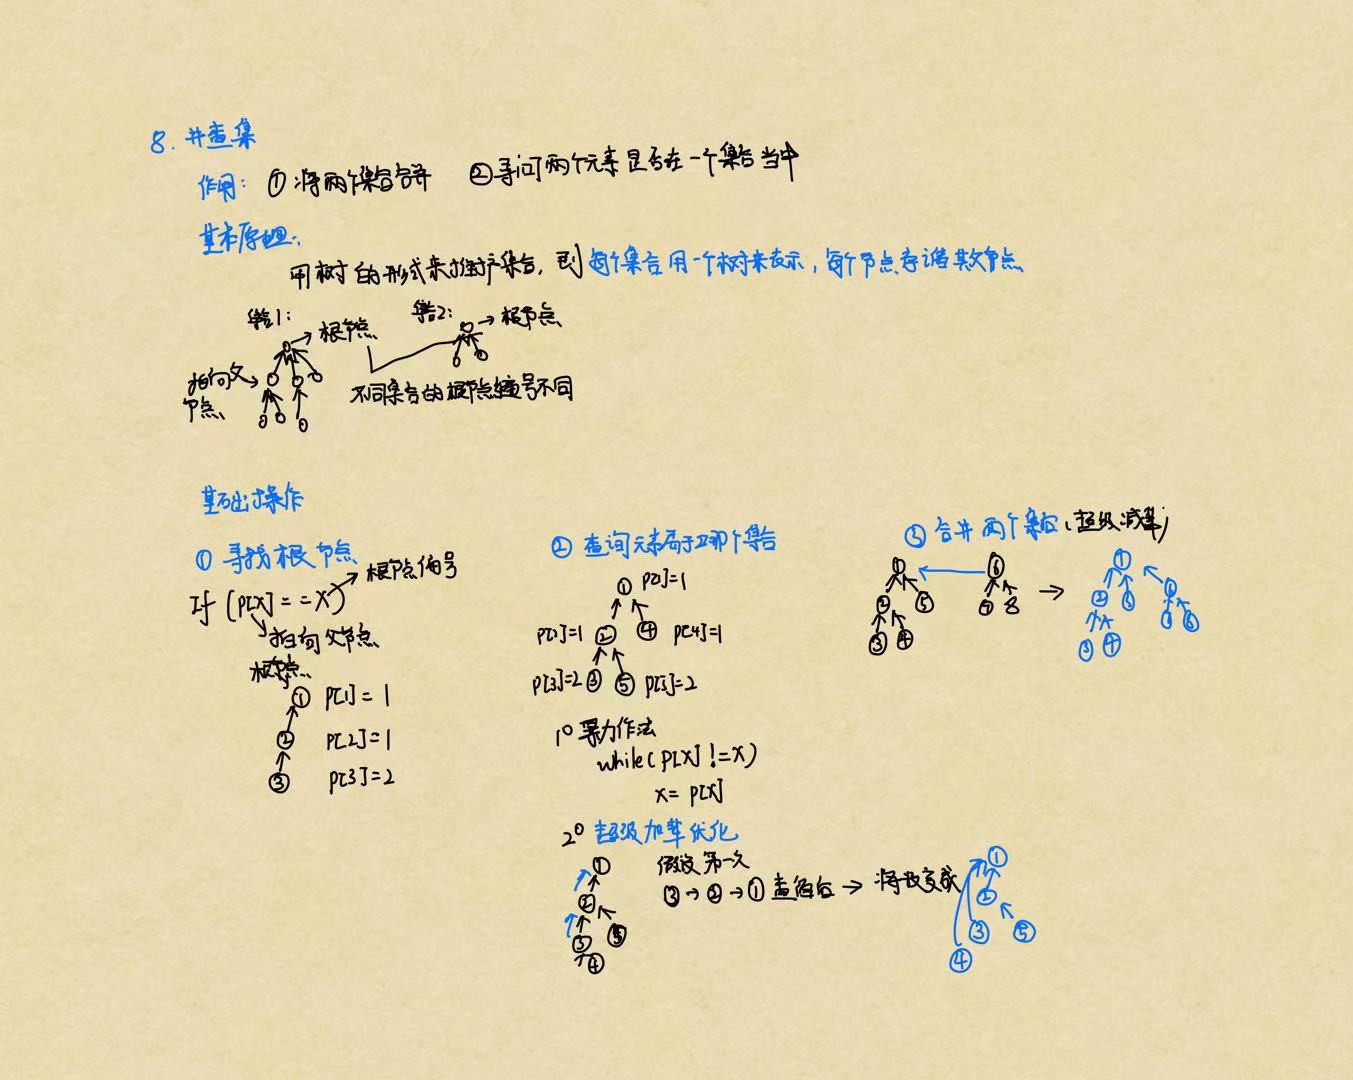 8. 并查集
作用: ① 将两个集合合并 ② 寻问两个元素是否在一个集合当中
基本原理:
用树的形式来维护集合, 即每个集合用一个树来表示, 每个节点存储其父节点
集合1: 根节点 集合2: 根节点
指向父节点
不同集合的根节点编号不同
基础操作
① 寻找根节点
根节点编号
If (P[X]==X)
指向父节点
根节点
① P[1]=1
② P[2]=1
③ P[3]=2
② 查询元素属于哪个集合
① P[1]=1
P[2]=1 ② ④ P[4]=1
P[3]=2 ③ ⑤ P[5]=2
1° 暴力作法
while(P[X]!=X)
X=P[X]
2° 超级加辈优化
①
②
③ ⑤
④
假设第一次
③→②→①查询后→将其变成
①
②
③ ⑤
④
③ 合并两个集合(超级减辈)
① ⑥
② ⑤ 7 8
③ ④
①
② 5 6
③ ④